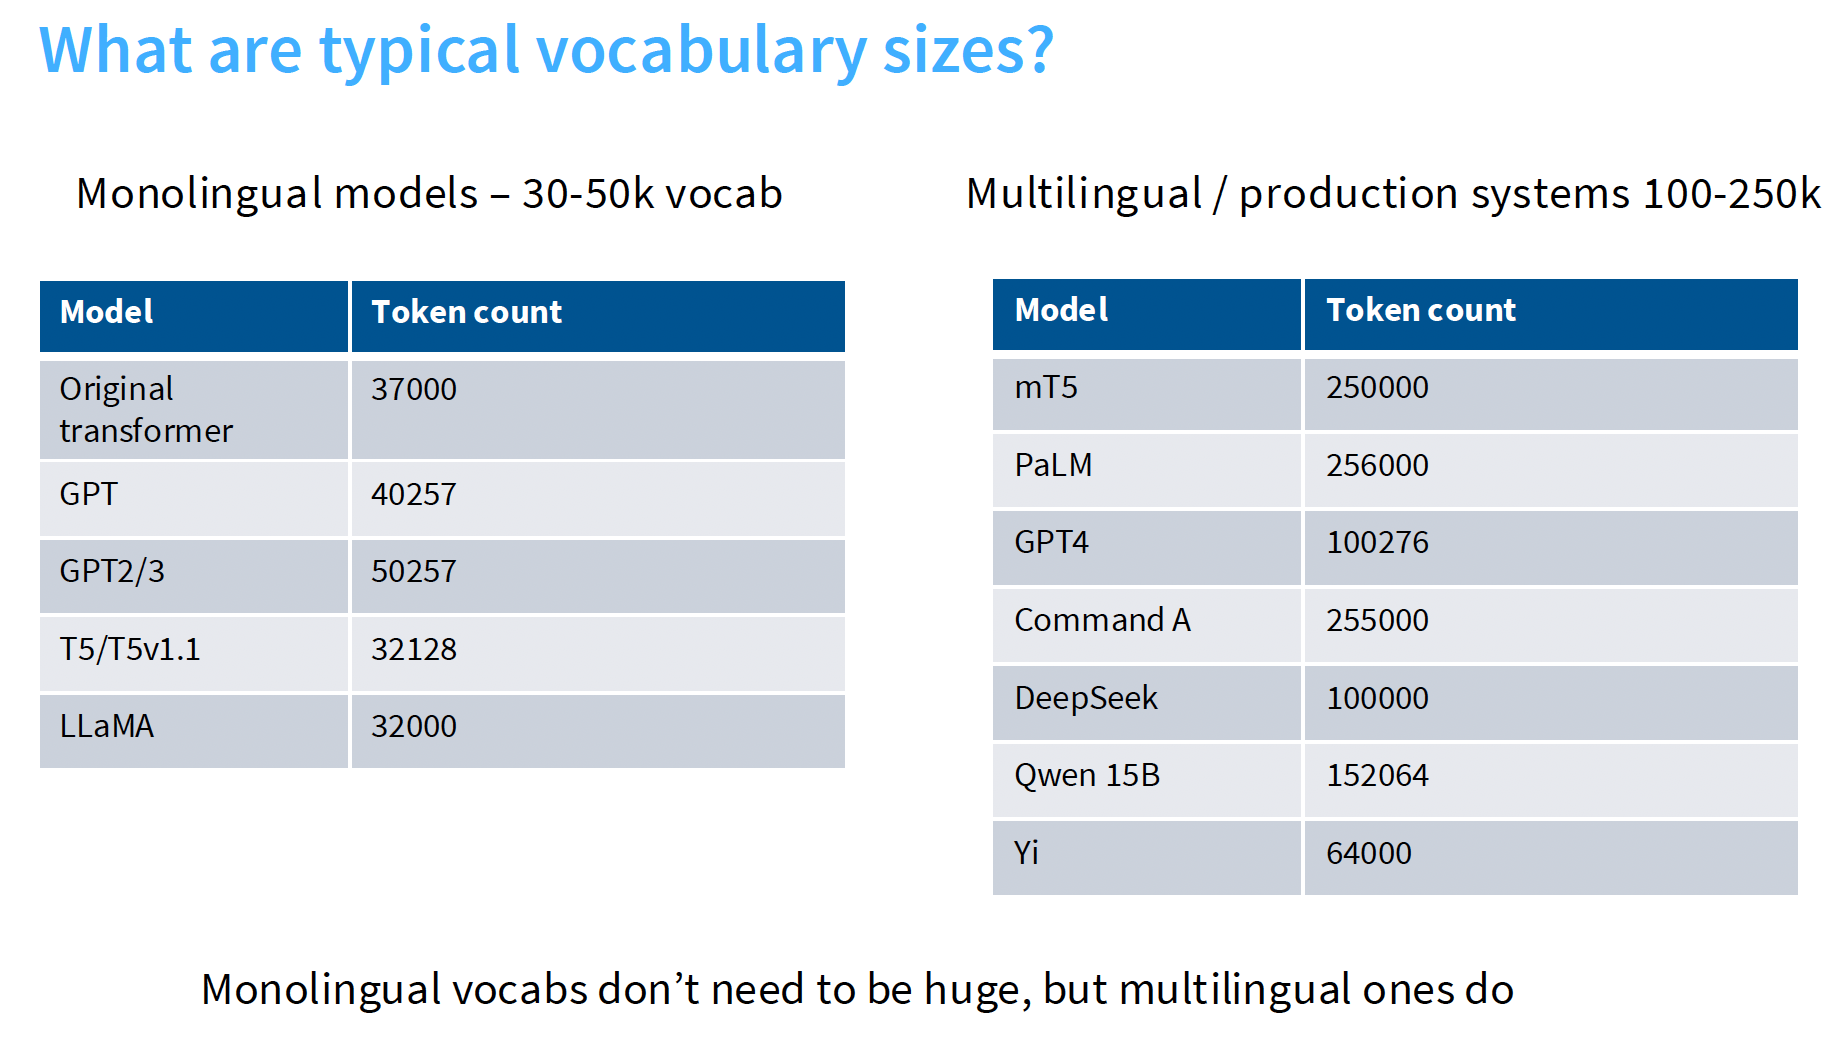 What are typical vocabulary sizes?
Monolingual models – 30-50k vocab
Model Token count
Original 37000
transformer
GPT 40257
GPT2/3 50257
T5/T5v1.1 32128
LLaMA 32000
Multilingual / production systems 100-250k
Model Token count
mT5 250000
PaLM 256000
GPT4 100276
Command A 255000
DeepSeek 100000
Qwen 15B 152064
Yi 64000
Monolingual vocabs don’t need to be huge, but multilingual ones do